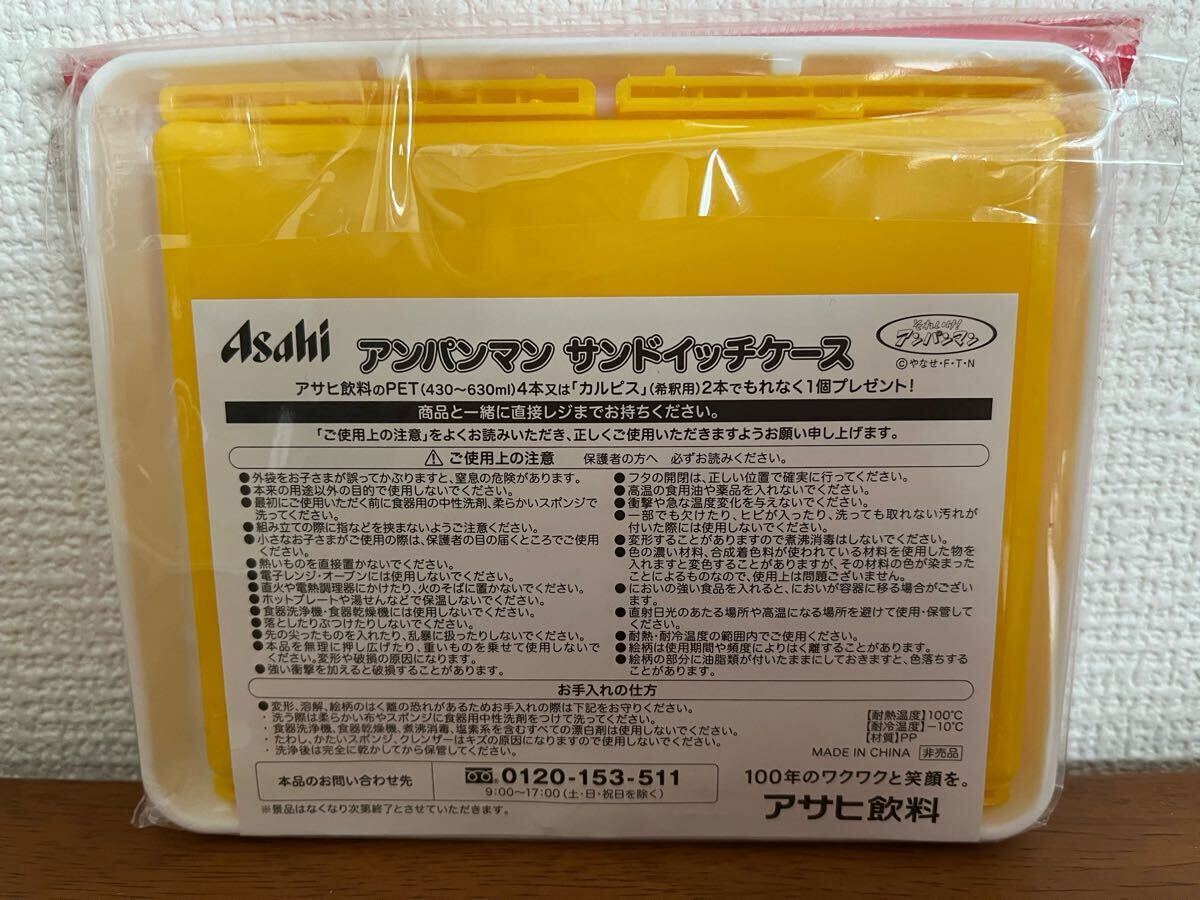 Asahi
アンパンマン サンドイッチケース
それいけ!
アンパンマン
©やなせ・F・T・N
アサヒ飲料のPET(430〜630ml)4本又は「カルピス」(希釈用)2本でもれなく1個プレゼント!
商品と一緒に直接レジまでお持ちください。
「ご使用上の注意」をよくお読みいただき、正しくご使用いただきますようお願い申し上げます。
⚠ ご使用上の注意 保護者の方へ 必ずお読みください。
●外袋をお子さまが誤ってかぶりますと、窒息の危険があります。
●本来の用途以外の目的で使用しないでください。
●最初にご使用いただく前に食器用の中性洗剤、柔らかいスポンジで
洗ってください。
●組み立ての際に指などを挟まないようご注意ください。
●小さなお子さまがご使用の際は、保護者の目の届くところでご使用
ください。
●熱いものを直接置かないでください。
●電子レンジ・オーブンには使用しないでください。
●直火や電熱調理器にかけたり、火のそばに置かないでください。
●ホットプレートや湯せんなどで保温しないでください。
●食器洗浄機・食器乾燥機には使用しないでください。
●落としたりぶつけたりしないでください。
●先の尖ったものを入れたり、乱暴に扱ったりしないでください。
●本品を無理に押し広げたり、重いものを乗せて使用しないで
ください。変形や破損の原因になります。
●強い衝撃を加えると破損することがあります。
●フタの開閉は、正しい位置で確実に行ってください。
●高温の食用油や薬品を入れないでください。
●衝撃や急な温度変化を与えないでください。
●一部でも欠けたり、ヒビが入ったり、洗っても取れない汚れが
付いた際には使用しないでください。
●変形することがありますので煮沸消毒はしないでください。
●色の濃い材料、合成着色料が使われている材料を使用した物を
入れますと変色することがありますが、その材料の色が染まった
ことによるものなので、使用上は問題ございません。
●においの強い食品を入れると、においが容器に移る場合がござい
ます。
●直射日光のあたる場所や高温になる場所を避けて使用・保管して
ください。
●耐熱・耐冷温度の範囲内でご使用ください。
●絵柄は使用期間や頻度によりはく離することがあります。
●絵柄の部分に油脂類が付いたままにしておきますと、色落ちする
ことがあります。
お手入れの仕方
●変形、溶解、絵柄のはく離の恐れがあるためお手入れの際は下記をお守りください。
・洗う際は柔らかい布やスポンジに食器用中性洗剤をつけて洗ってください。
・食器洗浄機、食器乾燥機、煮沸消毒、塩素系を含むすべての漂白剤は使用しないでください。
・たわし、かたいスポンジ、クレンザーはキズの原因になりますので使用しないでください。
・洗浄後は完全に乾かしてから保管してください。
【耐熱温度】100℃
【耐冷温度】−10℃
【材質】PP
MADE IN CHINA 非売品
本品のお問い合わせ先
0120-153-511
9:00〜17:00(土・日・祝日を除く)
※景品はなくなり次第終了とさせていただきます。
100年のワクワクと笑顔を。
アサヒ飲料